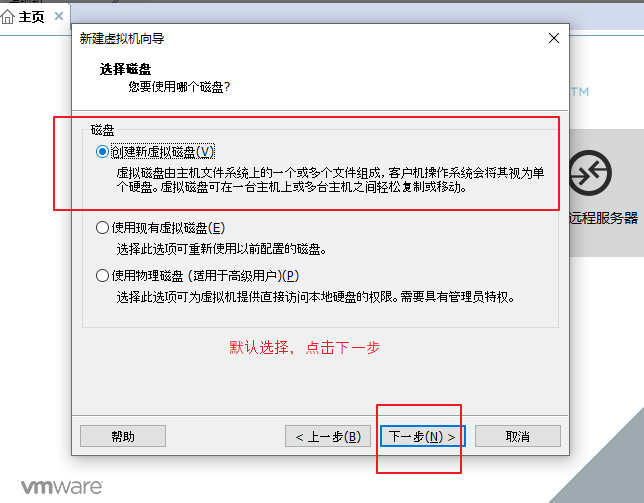 主页
新建虚拟机向导
选择磁盘
您要使用哪个磁盘?
TM
磁盘
创建新虚拟磁盘(V)
虚拟磁盘由主机文件系统上的一个或多个文件组成，客户机操作系统会将其视为单
个硬盘。虚拟磁盘可在一台主机上或多台主机之间轻松复制或移动。
远程服务器
使用现有虚拟磁盘(E)
选择此选项可重新使用以前配置的磁盘。
使用物理磁盘 (适用于高级用户)(P)
选择此选项可为虚拟机提供直接访问本地硬盘的权限。需要具有管理员特权。
默认选择，点击下一步
帮助
< 上一步(B)
下一步(N) >
取消
vmware